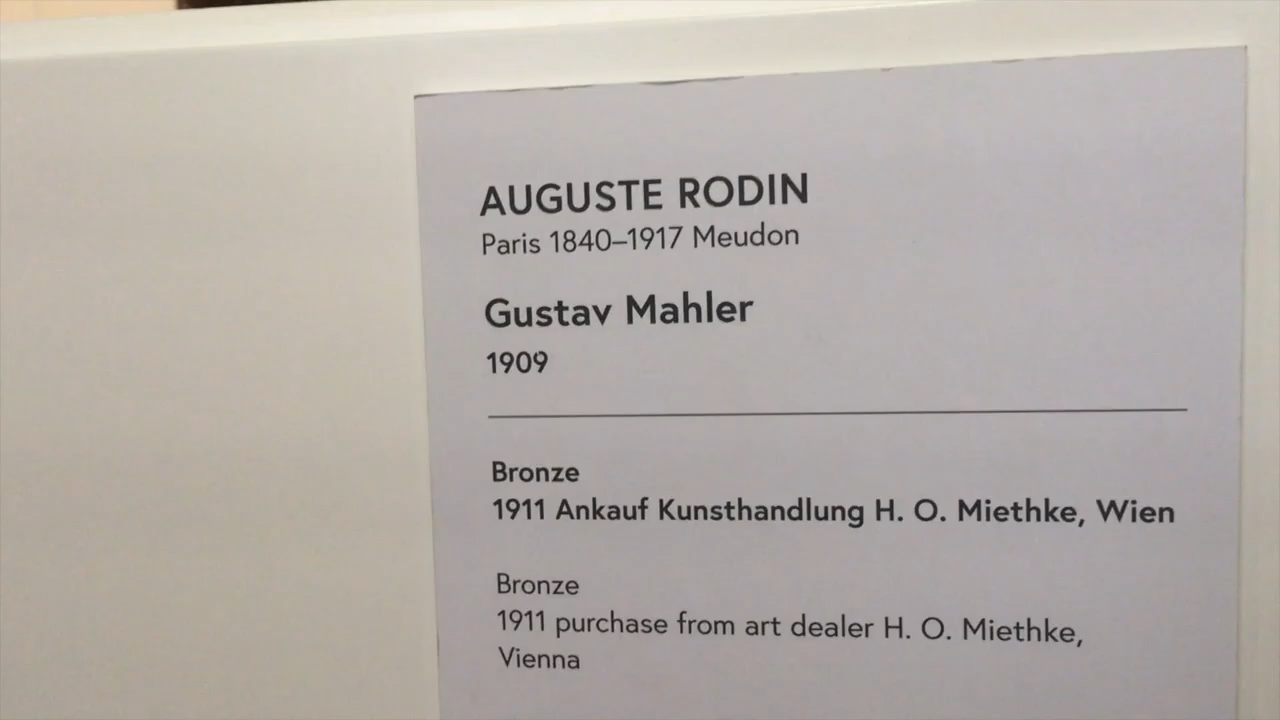 AUGUSTE RODIN
Paris 1840–1917 Meudon
Gustav Mahler
1909
Bronze
1911 Ankauf Kunsthandlung H. O. Miethke, Wien
Bronze
1911 purchase from art dealer H. O. Miethke,
Vienna